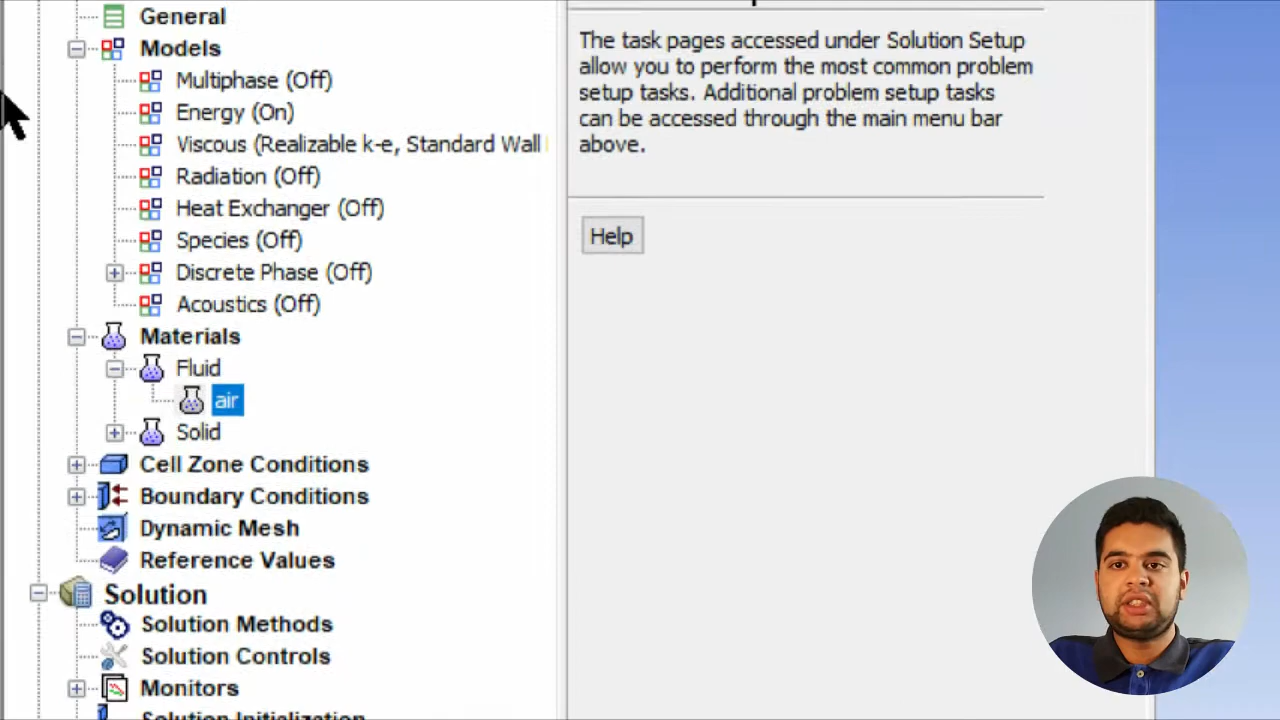 General
Models
Multiphase (Off)
Energy (On)
Viscous (Realizable k-e, Standard Wall
Radiation (Off)
Heat Exchanger (Off)
Species (Off)
Discrete Phase (Off)
Acoustics (Off)
Materials
Fluid
air
Solid
Cell Zone Conditions
Boundary Conditions
Dynamic Mesh
Reference Values
Solution
Solution Methods
Solution Controls
Monitors
Solution Initialization
The task pages accessed under Solution Setup
allow you to perform the most common problem
setup tasks. Additional problem setup tasks
can be accessed through the main menu bar
above.
Help